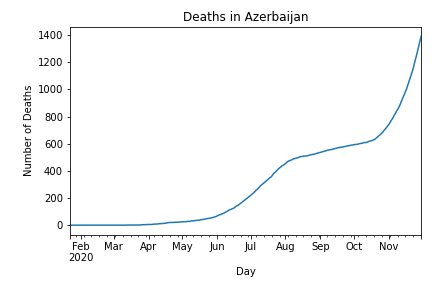 Deaths in Azerbaijan
1400
1200
1000
800
600
400
200
0
Number of Deaths
Feb Mar Apr May Jun Jul Aug Sep Oct Nov
2020
Day